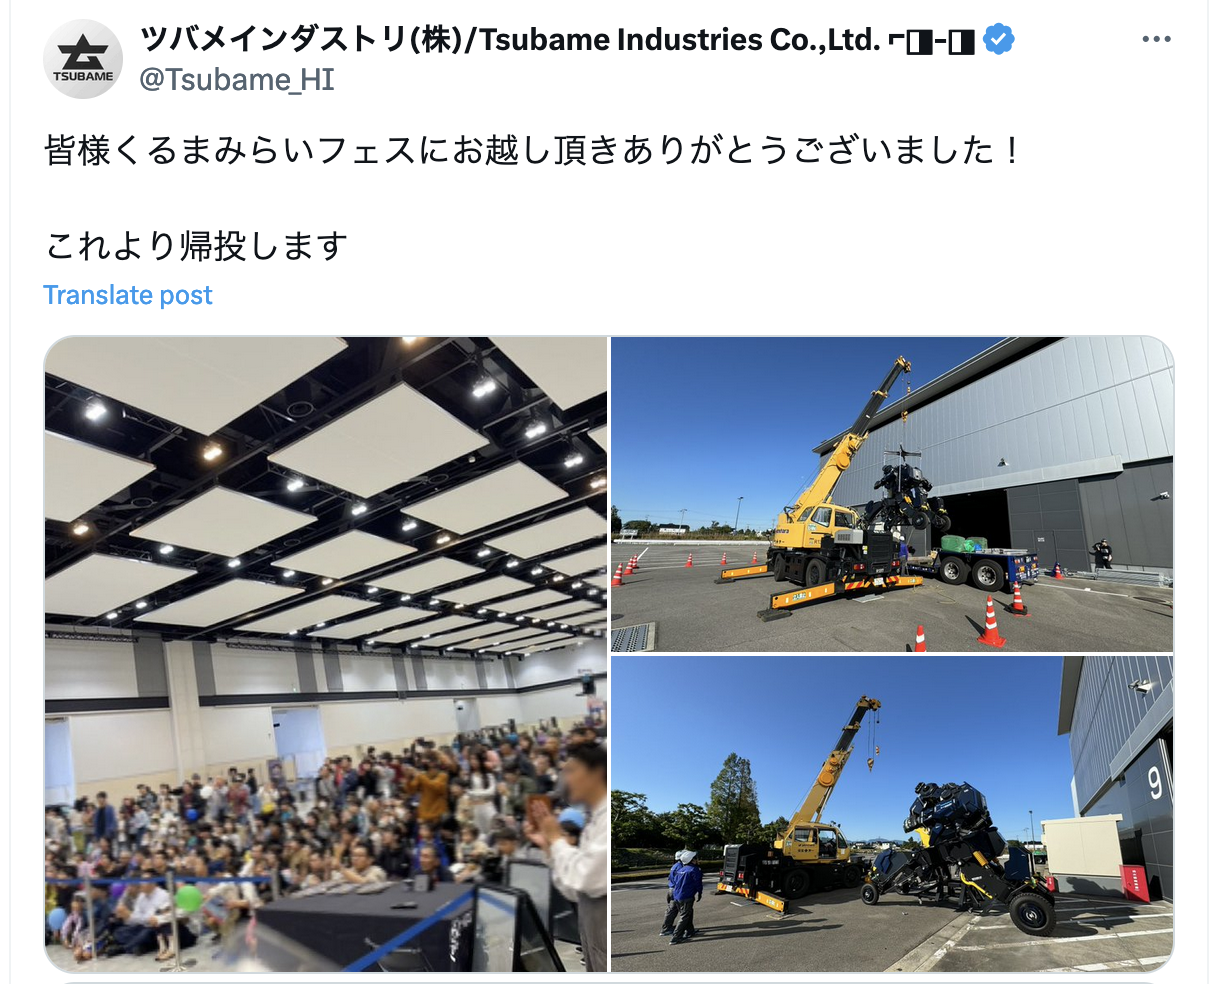 ツバメインダストリ(株)/Tsubame Industries Co.,Ltd. ⌐◨-◨
@Tsubame_HI
TSUBAME
皆様くるまみらいフェスにお越し頂きありがとうございました！
これより帰投します
Translate post
9